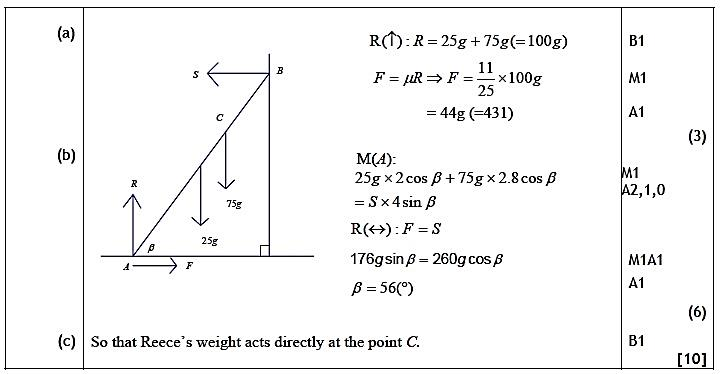 (a)
R(↑) : R = 25g + 75g(= 100g) B1
F = μR ⇒ F = 11/25 × 100g M1
= 44g (=431) A1
(3)
S B
C
R
75g
25g
β
A F
(b)
M(A):
25g × 2 cos β + 75g × 2.8 cos β M1
= S × 4 sin β A2,1,0
R(↔) : F = S
176g sin β = 260g cos β M1A1
β = 56(°) A1
(6)
(c) So that Reece's weight acts directly at the point C. B1
[10]